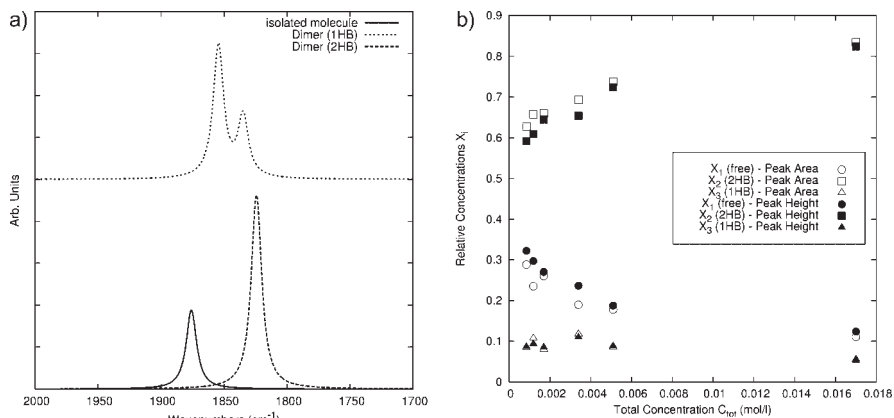 a)
isolated molecule
Dimer (1HB)
Dimer (2HB)
Arb. Units
2000 1950 1900 1850 1800 1750 1700
b)
0.9
0.8
0.7
0.6
0.5
0.4
0.3
0.2
0.1
0
Relative Concentrations Xi
X1 (free) - Peak Area
X2 (2HB) - Peak Area
X3 (1HB) - Peak Area
X1 (free) - Peak Height
X2 (2HB) - Peak Height
X3 (1HB) - Peak Height
0 0.002 0.004 0.006 0.008 0.01 0.012 0.014 0.016 0.018
Total Concentration Ctot (mol/l)